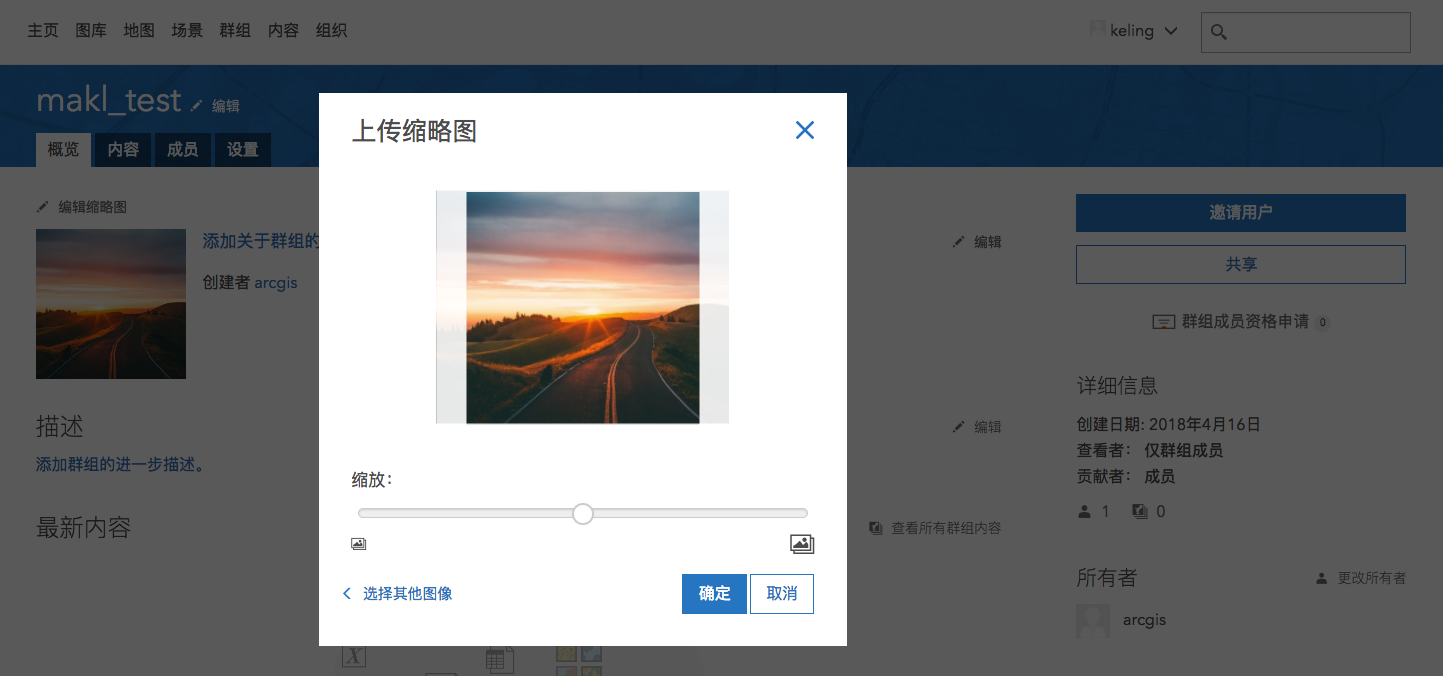 主页 图库 地图 场景 群组 内容 组织 keling
makl_test 编辑
概览 内容 成员 设置
编辑缩略图
添加关于群组的
创建者 arcgis
描述
添加群组的进一步描述。
最新内容
上传缩略图
缩放：
选择其他图像 确定 取消
编辑
编辑
查看所有群组内容
邀请用户
共享
群组成员资格申请 0
详细信息
创建日期: 2018年4月16日
查看者： 仅群组成员
贡献者： 成员
1 0
所有者 更改所有者
arcgis
X